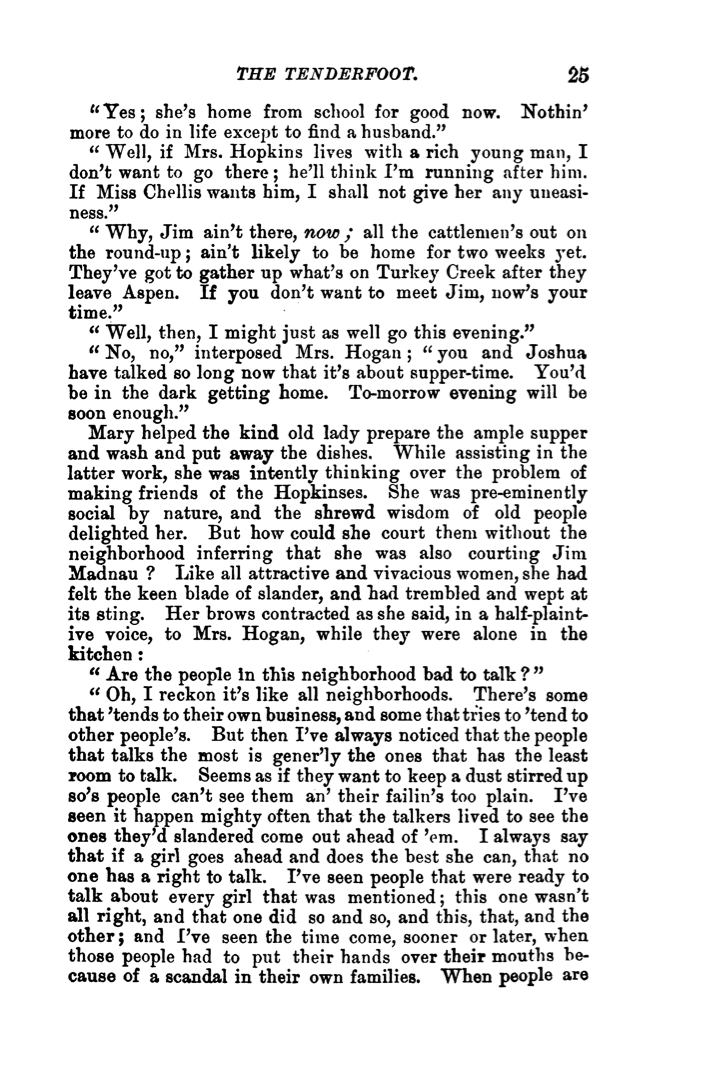 THE TENDERFOOT. 25
"Yes; she's home from school for good now. Nothin'
more to do in life except to find a husband."
"Well, if Mrs. Hopkins lives with a rich young man, I
don't want to go there; he'll think I'm running after him.
If Miss Chellis wants him, I shall not give her any uneasi-
ness."
"Why, Jim ain't there, now; all the cattlemen's out on
the round-up; ain't likely to be home for two weeks yet.
They've got to gather up what's on Turkey Creek after they
leave Aspen. If you don't want to meet Jim, now's your
time."
"Well, then, I might just as well go this evening."
"No, no," interposed Mrs. Hogan; "you and Joshua
have talked so long now that it's about supper-time. You'd
be in the dark getting home. To-morrow evening will be
soon enough."
Mary helped the kind old lady prepare the ample supper
and wash and put away the dishes. While assisting in the
latter work, she was intently thinking over the problem of
making friends of the Hopkinses. She was pre-eminently
social by nature, and the shrewd wisdom of old people
delighted her. But how could she court them without the
neighborhood inferring that she was also courting Jim
Madnau? Like all attractive and vivacious women, she had
felt the keen blade of slander, and had trembled and wept at
its sting. Her brows contracted as she said, in a half-plaint-
ive voice, to Mrs. Hogan, while they were alone in the
kitchen:
"Are the people in this neighborhood bad to talk?"
"Oh, I reckon it's like all neighborhoods. There's some
that 'tends to their own business, and some that tries to 'tend to
other people's. But then I've always noticed that the people
that talks the most is gener'ly the ones that has the least
room to talk. Seems as if they want to keep a dust stirred up
so's people can't see them an' their failin's too plain. I've
seen it happen mighty often that the talkers lived to see the
ones they'd slandered come out ahead of 'em. I always say
that if a girl goes ahead and does the best she can, that no
one has a right to talk. I've seen people that were ready to
talk about every girl that was mentioned; this one wasn't
all right, and that one did so and so, and this, that, and the
other; and I've seen the time come, sooner or later, when
those people had to put their hands over their mouths be-
cause of a scandal in their own families. When people are